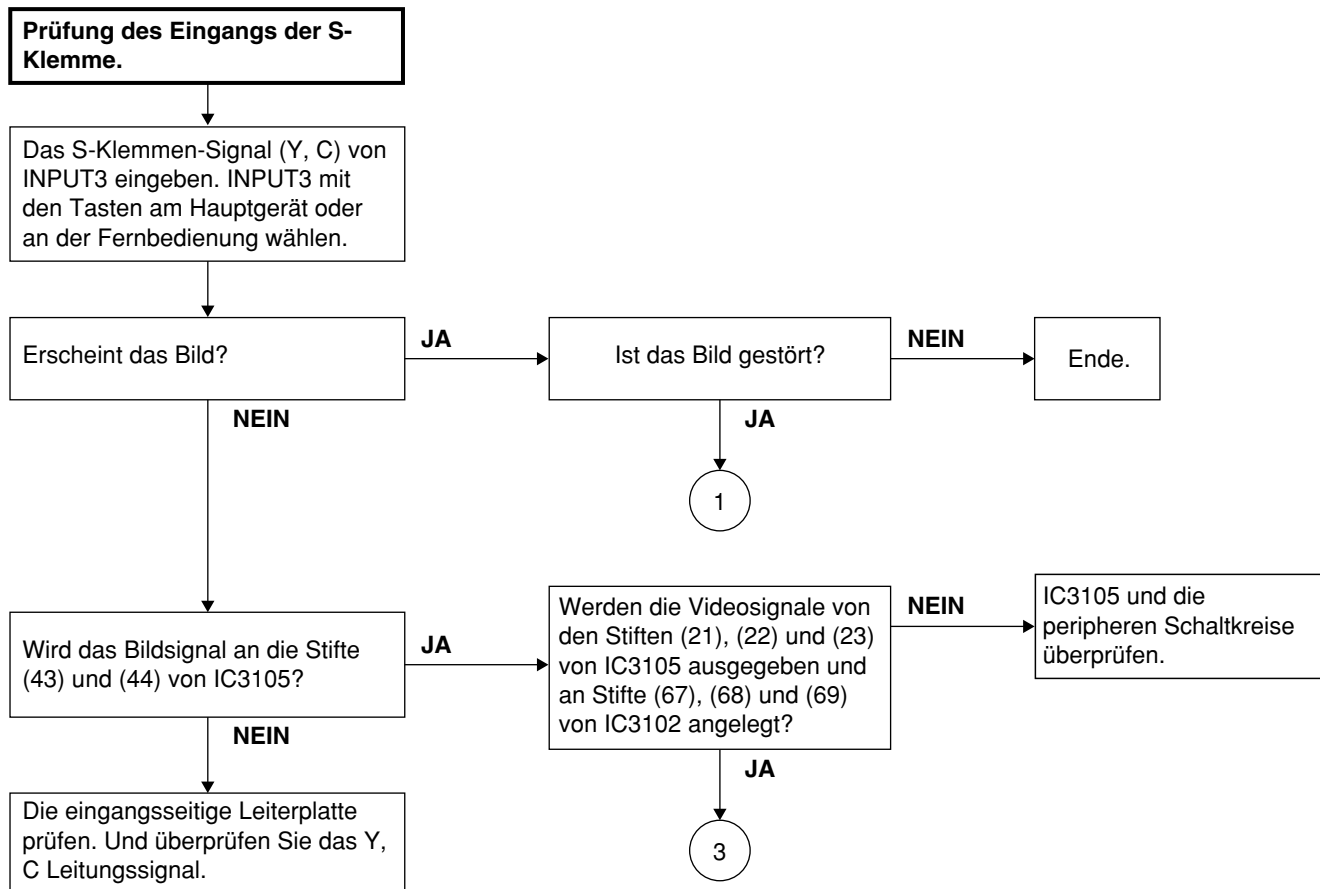 Prüfung des Eingangs der S-
Klemme.
Das S-Klemmen-Signal (Y, C) von
INPUT3 eingeben. INPUT3 mit
den Tasten am Hauptgerät oder
an der Fernbedienung wählen.
Erscheint das Bild?
JA
Ist das Bild gestört?
NEIN
Ende.
NEIN
JA
1
Wird das Bildsignal an die Stifte
(43) und (44) von IC3105?
JA
Werden die Videosignale von
den Stiften (21), (22) und (23)
von IC3105 ausgegeben und
an Stifte (67), (68) und (69)
von IC3102 angelegt?
NEIN
IC3105 und die
peripheren Schaltkreise
überprüfen.
NEIN
JA
Die eingangsseitige Leiterplatte
prüfen. Und überprüfen Sie das Y,
C Leitungssignal.
3